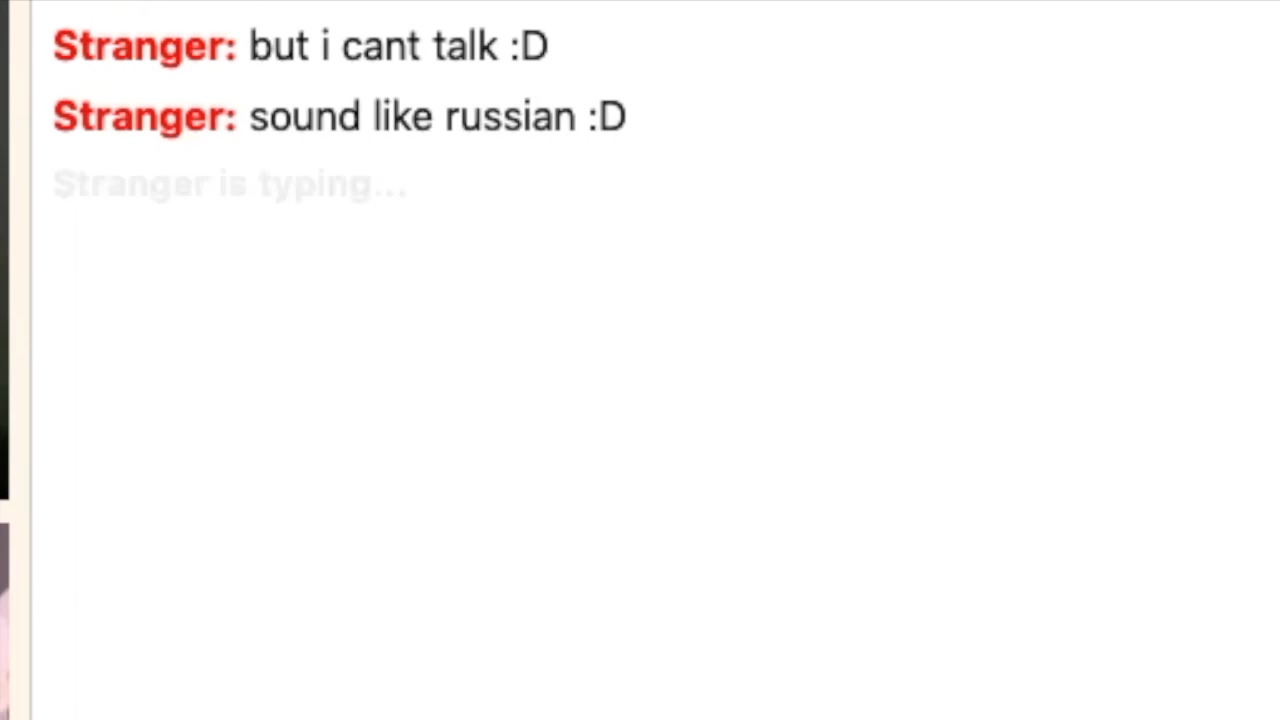 Stranger: but i cant talk :D
Stranger: sound like russian :D
Stranger is typing...